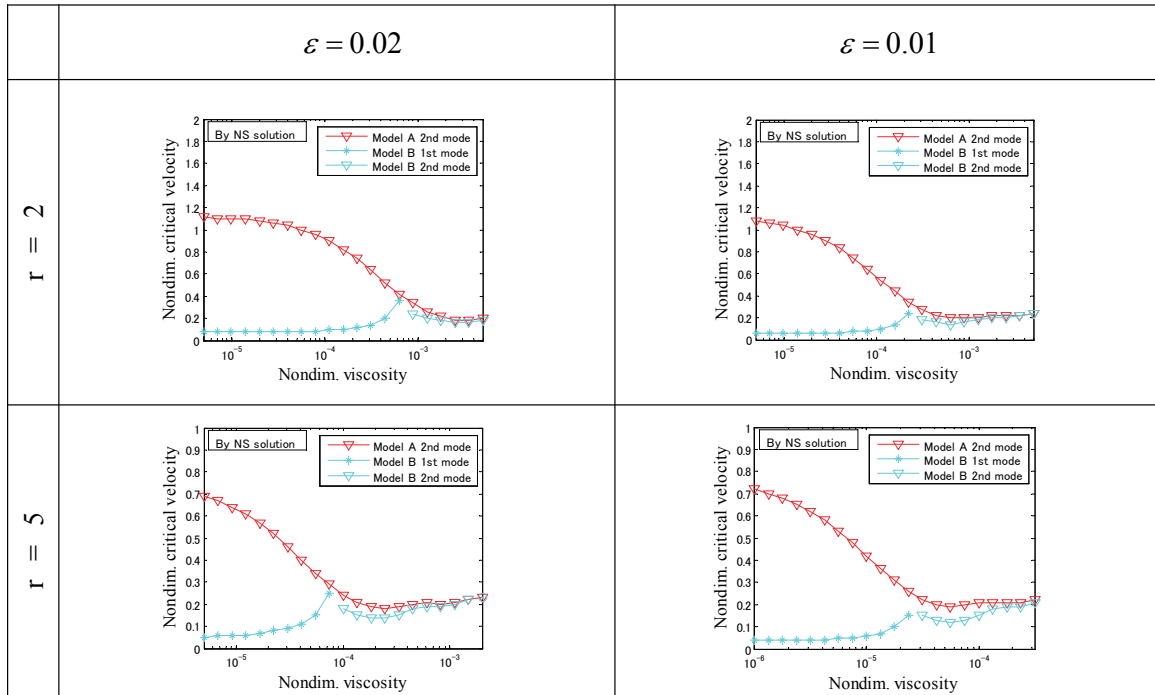 ε = 0.02
ε = 0.01
r = 2
By NS solution
Model A 2nd mode
Model B 1st mode
Model B 2nd mode
Nondim. critical velocity
2
1.8
1.6
1.4
1.2
1
0.8
0.6
0.4
0.2
0
10⁻⁵
10⁻⁴
10⁻³
Nondim. viscosity
By NS solution
Model A 2nd mode
Model B 1st mode
Model B 2nd mode
Nondim. critical velocity
2
1.8
1.6
1.4
1.2
1
0.8
0.6
0.4
0.2
0
10⁻⁵
10⁻⁴
10⁻³
Nondim. viscosity
r = 5
By NS solution
Model A 2nd mode
Model B 1st mode
Model B 2nd mode
Nondim. critical velocity
1
0.9
0.8
0.7
0.6
0.5
0.4
0.3
0.2
0.1
0
10⁻⁵
10⁻⁴
10⁻³
Nondim. viscosity
By NS solution
Model A 2nd mode
Model B 1st mode
Model B 2nd mode
Nondim. critical velocity
1
0.9
0.8
0.7
0.6
0.5
0.4
0.3
0.2
0.1
0
10⁻⁶
10⁻⁵
10⁻⁴
Nondim. viscosity